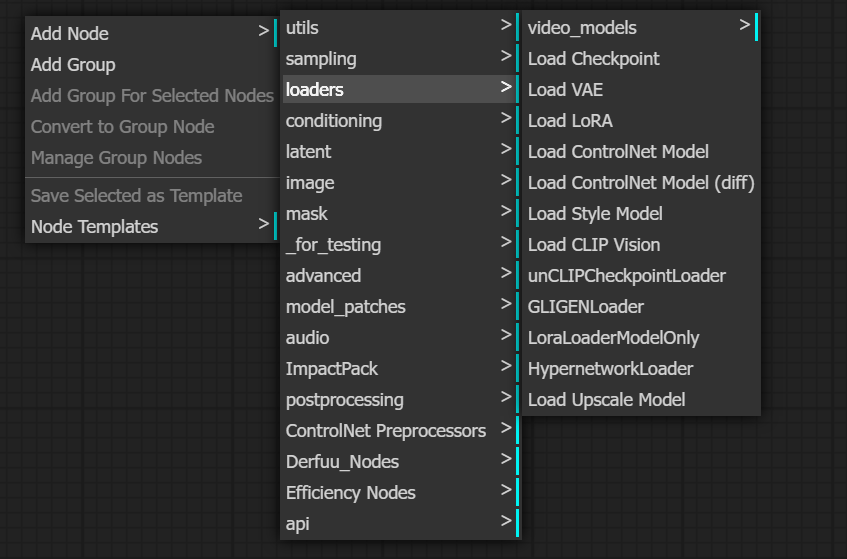 Add Node >
Add Group
Add Group For Selected Nodes
Convert to Group Node
Manage Group Nodes
Save Selected as Template
Node Templates >
utils >
sampling >
loaders >
conditioning >
latent >
image >
mask >
_for_testing >
advanced >
model_patches >
audio >
ImpactPack >
postprocessing >
ControlNet Preprocessors >
Derfuu_Nodes >
Efficiency Nodes >
api >
video_models >
Load Checkpoint
Load VAE
Load LoRA
Load ControlNet Model
Load ControlNet Model (diff)
Load Style Model
Load CLIP Vision
unCLIPCheckpointLoader
GLIGENLoader
LoraLoaderModelOnly
HypernetworkLoader
Load Upscale Model